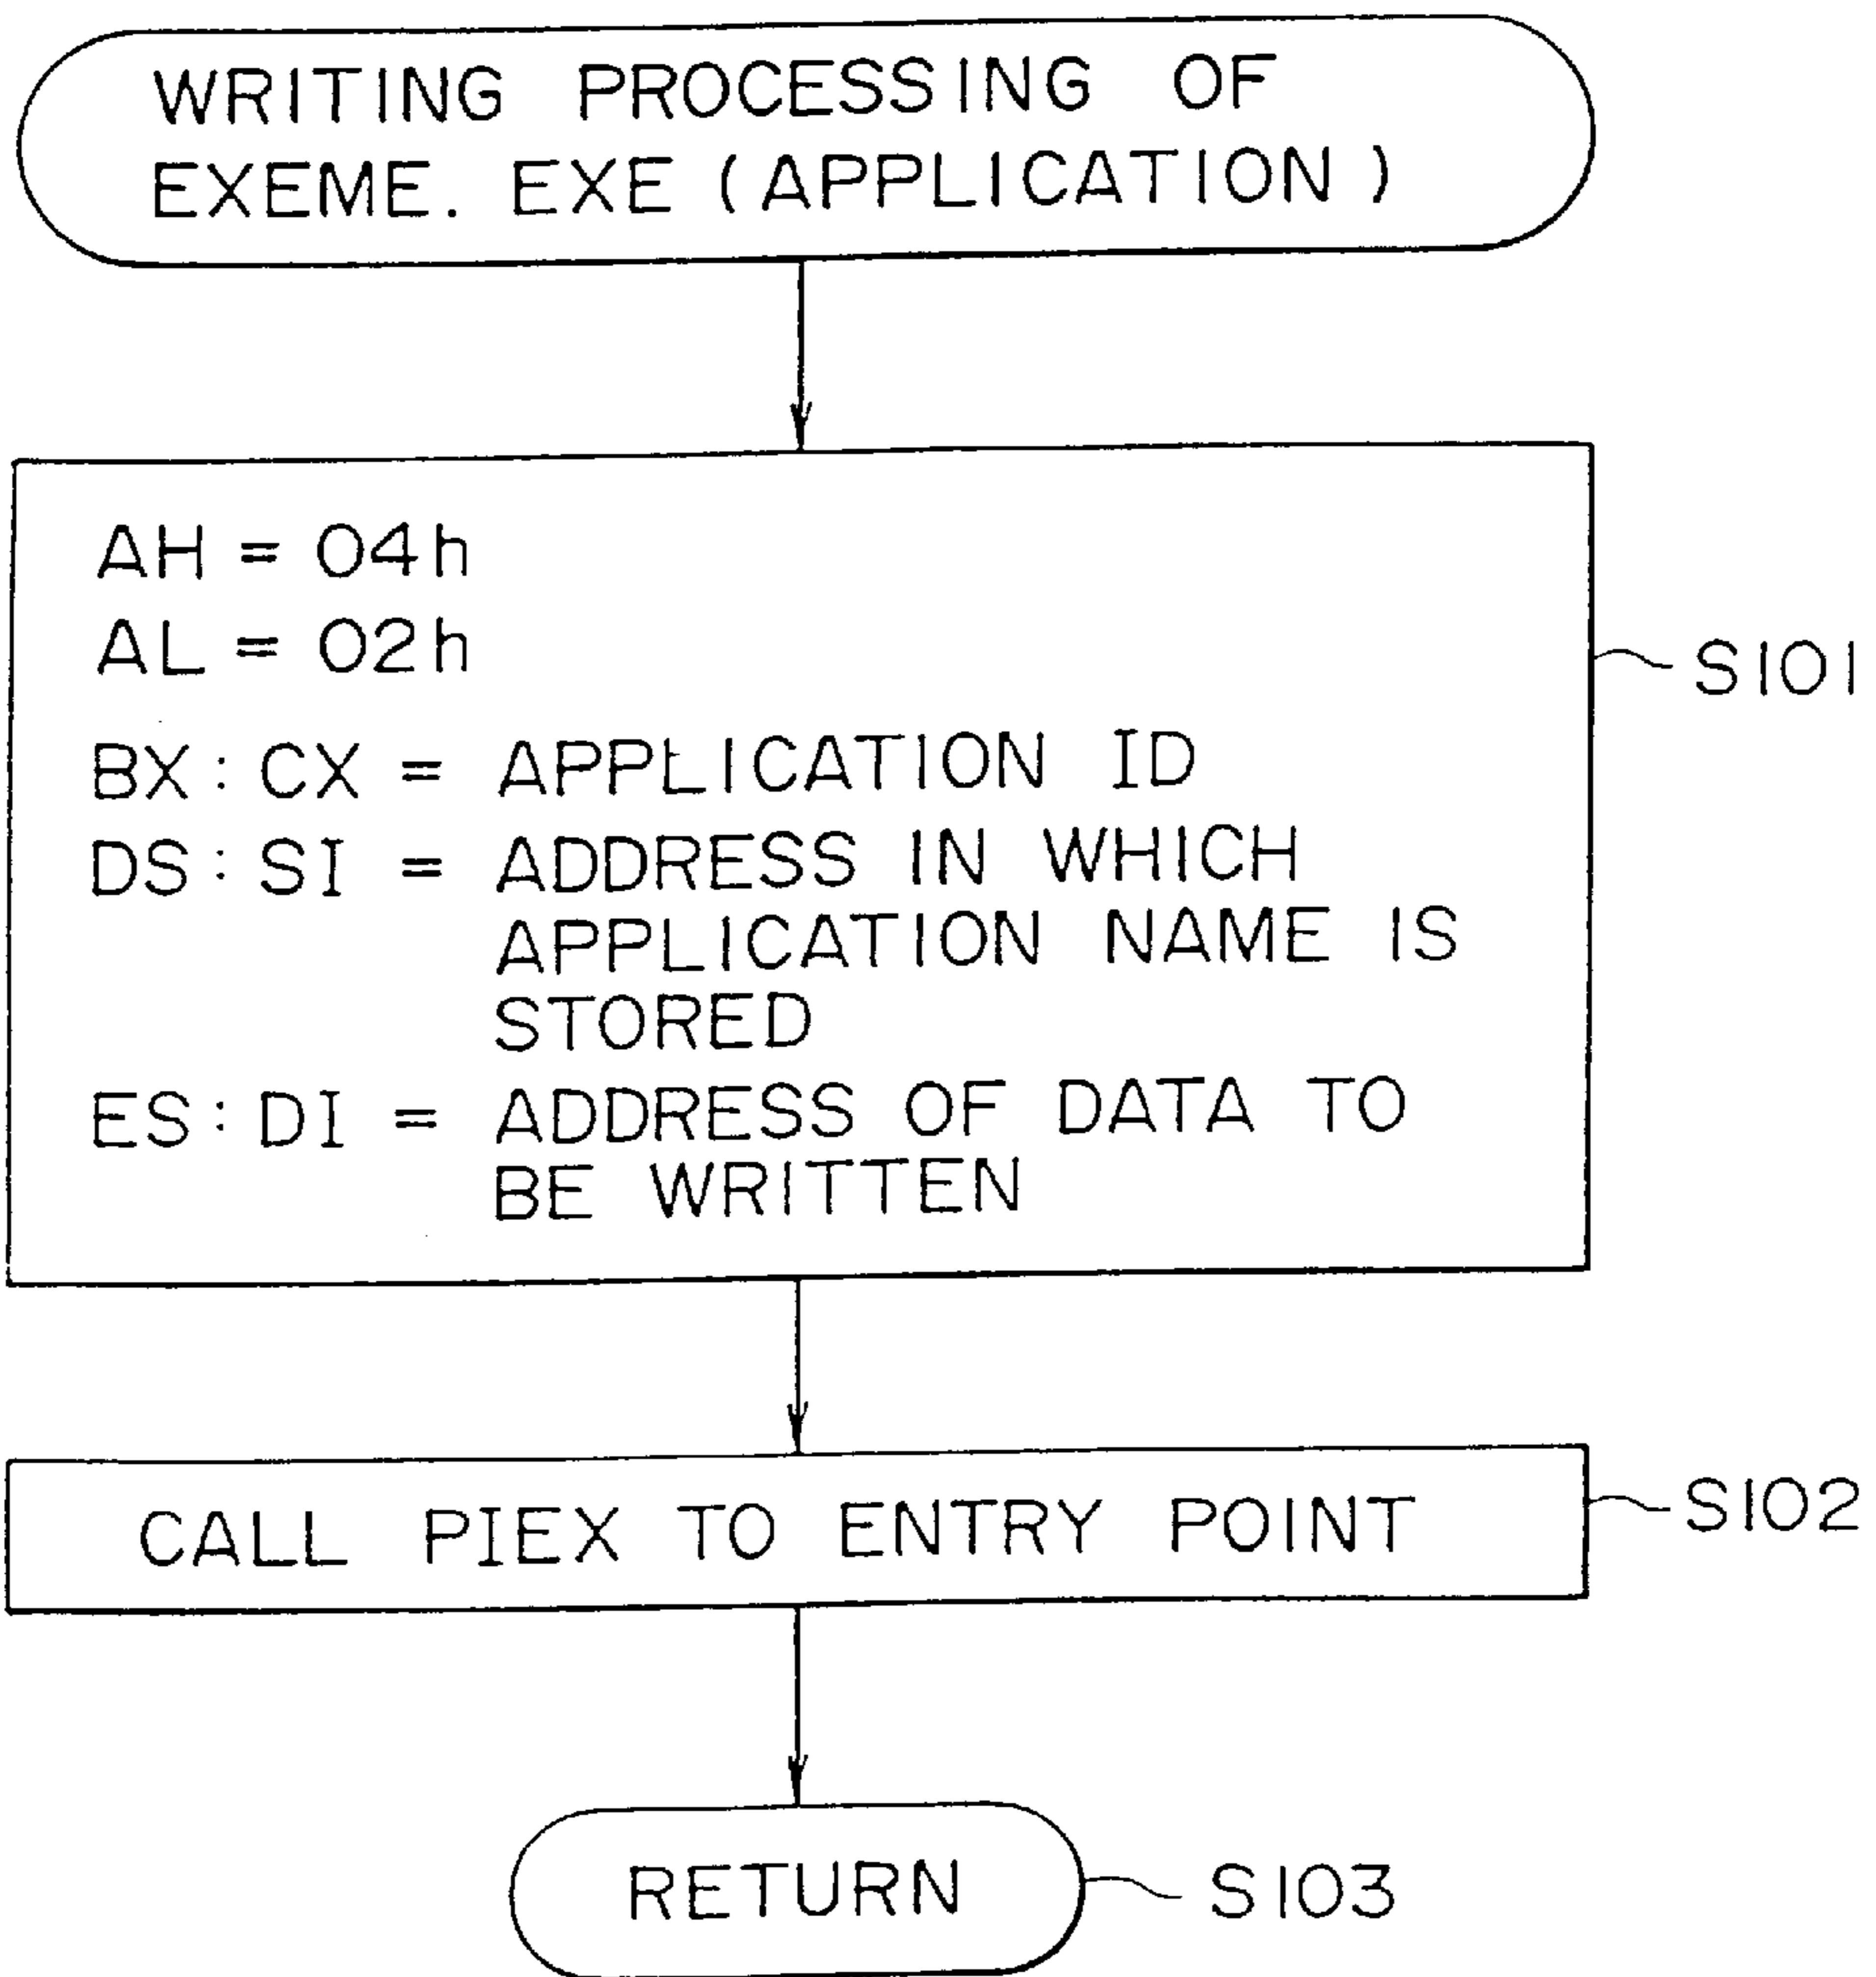 WRITING PROCESSING OF
EXEME. EXE (APPLICATION)
AH = 04h
AL = 02h
BX : CX = APPLICATION ID
DS : SI = ADDRESS IN WHICH
APPLICATION NAME IS
STORED
ES : DI = ADDRESS OF DATA TO
BE WRITTEN
S101
CALL PIEX TO ENTRY POINT
S102
RETURN
S103